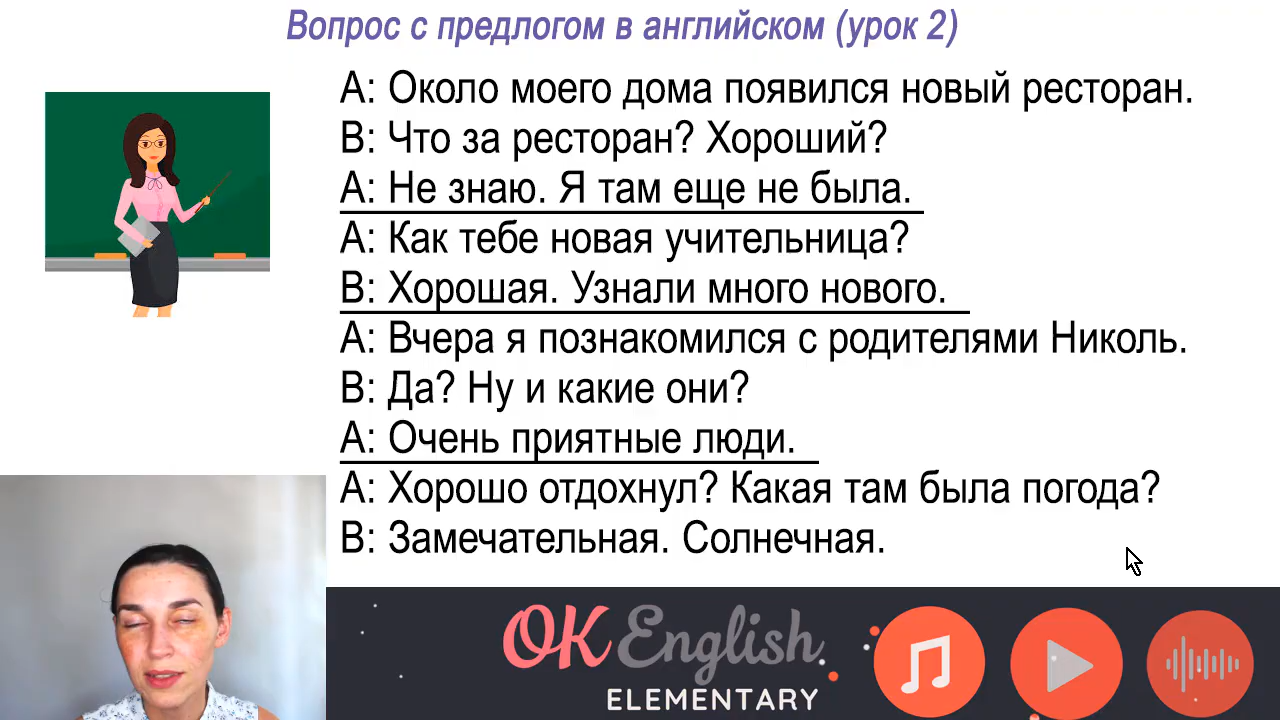 Вопрос с предлогом в английском (урок 2)
A: Около моего дома появился новый ресторан.
B: Что за ресторан? Хороший?
A: Не знаю. Я там еще не была.
A: Как тебе новая учительница?
B: Хорошая. Узнали много нового.
A: Вчера я познакомился с родителями Николь.
B: Да? Ну и какие они?
A: Очень приятные люди.
A: Хорошо отдохнул? Какая там была погода?
B: Замечательная. Солнечная.
OK English
ELEMENTARY